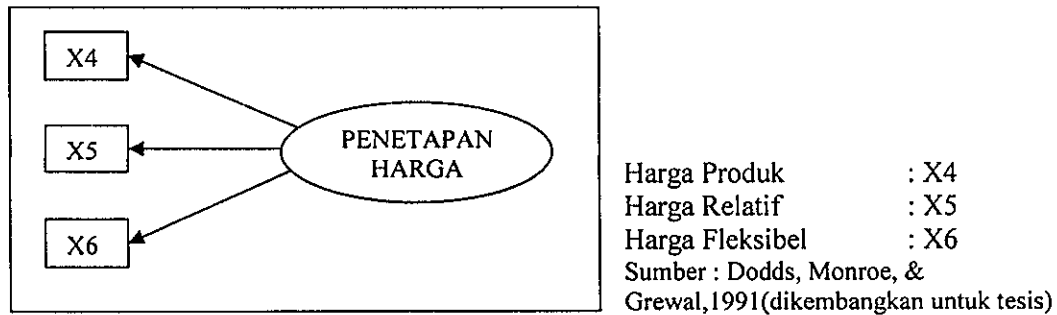 X4
X5
X6
PENETAPAN
HARGA
Harga Produk : X4
Harga Relatif : X5
Harga Fleksibel : X6
Sumber : Dodds, Monroe, &
Grewal,1991(dikembangkan untuk tesis)